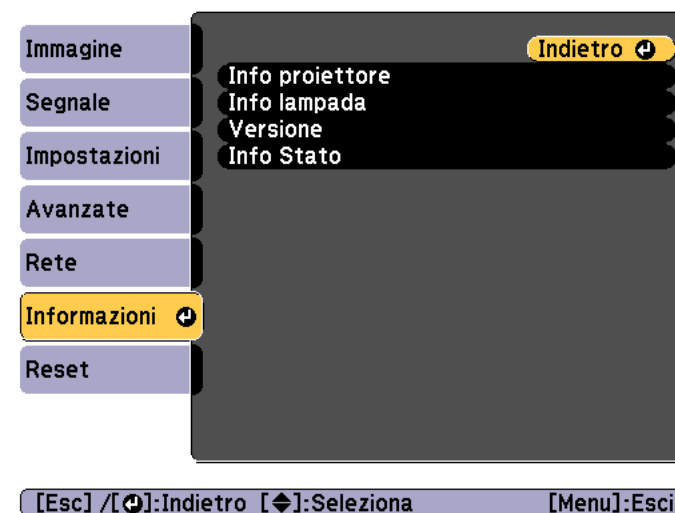 Immagine
Segnale
Impostazioni
Avanzate
Rete
Informazioni
Reset
Indietro
Info proiettore
Info lampada
Versione
Info Stato
[Esc] /[]:Indietro []:Seleziona [Menu]:Esci